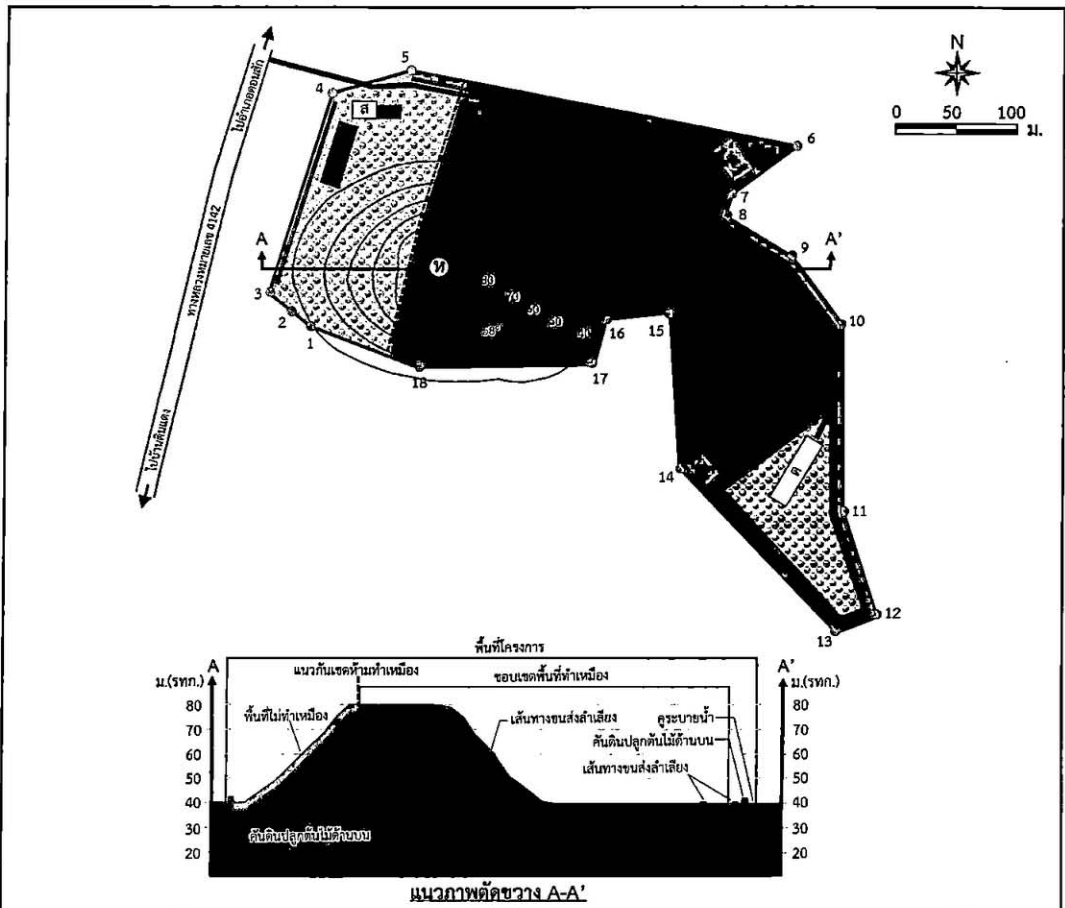 N
0 50 100
ม.
ไปอำเภอดอนสัก
ทางหลวงหมายเลข 4142
ไปบ้านดินแดง
5
4
ส
6
7
8
9
A
A'
3
2
1
ท
80
70
60
50
40
16
15
10
18
17
14
ค
11
12
13
พื้นที่โครงการ
A
แนวกันเขตห้ามทำเหมือง
ขอบเขตพื้นที่ทำเหมือง
A'
ม.(รทก.)
ม.(รทก.)
80
80
พื้นที่ไม่ทำเหมือง
เส้นทางขนส่งลำเลียง
คูระบายน้ำ
70
70
คันดินปลูกต้นไม้ด้านบน
60
60
เส้นทางขนส่งลำเลียง
50
50
40
40
30
คันดินปลูกต้นไม้ด้านบน
30
20
20
แนวภาพตัดขวาง A-A'